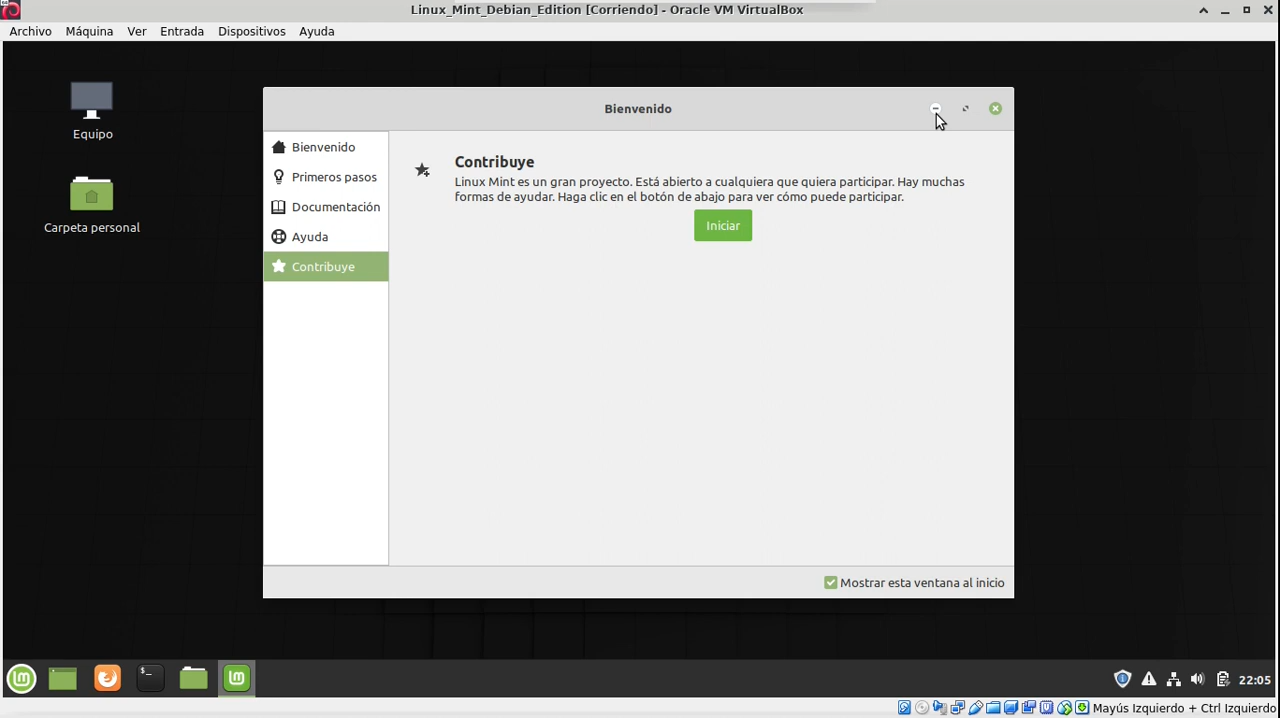 Linux_Mint_Debian_Edition [Corriendo] - Oracle VM VirtualBox
Archivo Máquina Ver Entrada Dispositivos Ayuda
Equipo
Carpeta personal
Bienvenido
Bienvenido
Primeros pasos
Documentación
Ayuda
Contribuye
Contribuye
Linux Mint es un gran proyecto. Está abierto a cualquiera que quiera participar. Hay muchas
formas de ayudar. Haga clic en el botón de abajo para ver cómo puede participar.
Iniciar
Mostrar esta ventana al inicio
22:05
Mayús Izquierdo + Ctrl Izquierdo